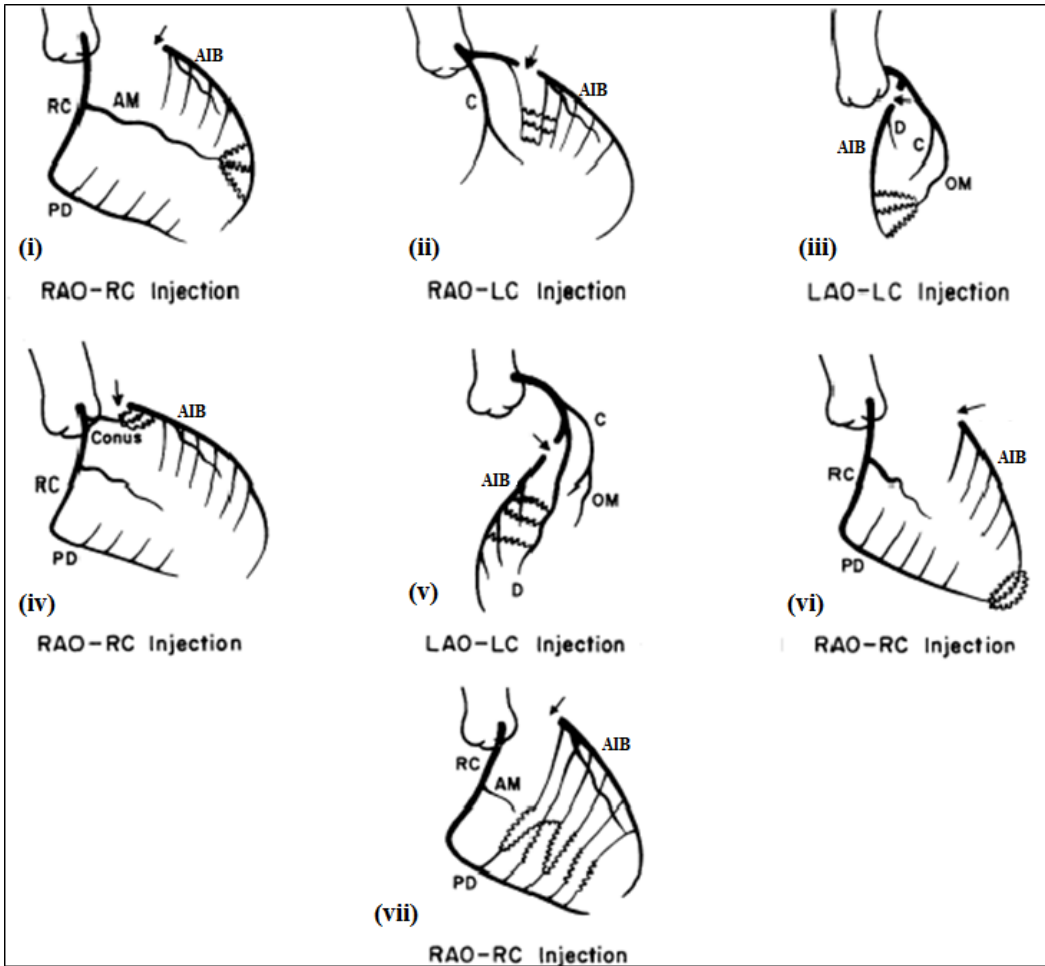 AIB
RC
AM
PD
(i)
RAO-RC Injection
AIB
C
(ii)
RAO-LC Injection
D
AIB
C
OM
(iii)
LAO-LC Injection
AIB
Conus
RC
PD
(iv)
RAO-RC Injection
C
AIB
OM
D
(v)
LAO-LC Injection
AIB
RC
PD
(vi)
RAO-RC Injection
AIB
RC
AM
PD
(vii)
RAO-RC Injection